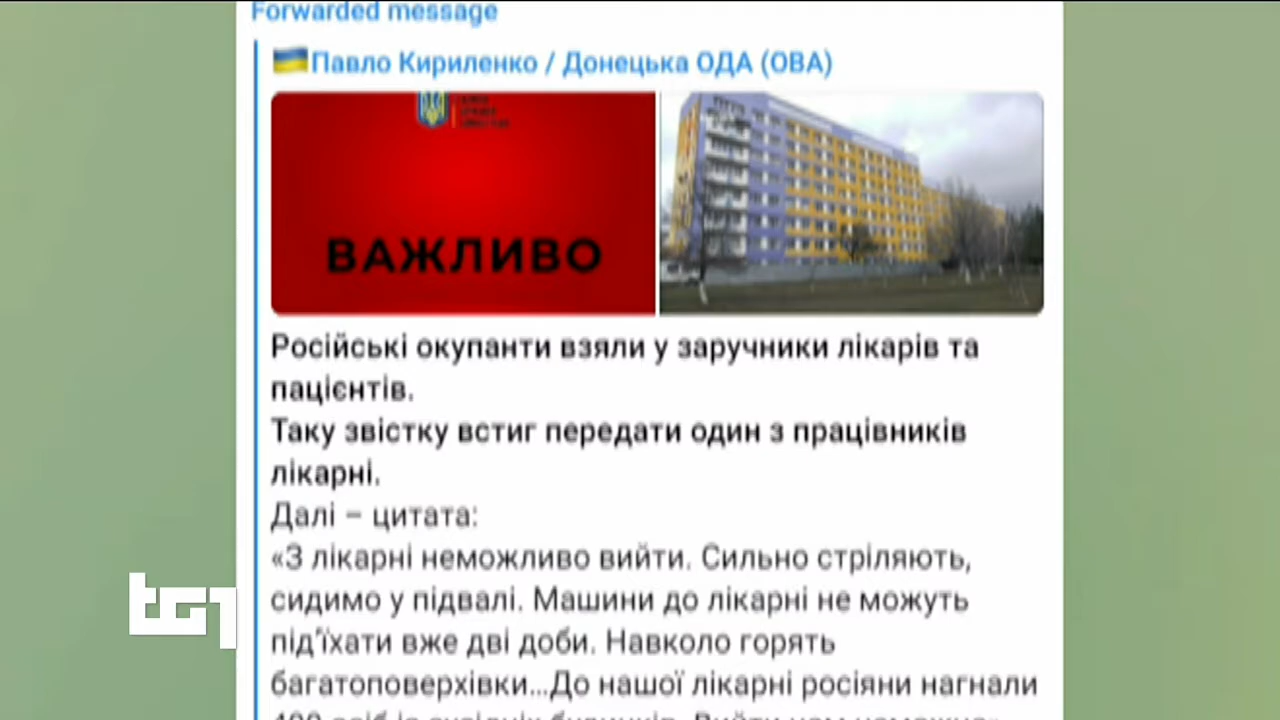 Forwarded message
Павло Кириленко / Донецька ОДА (ОВА)
ВАЖЛИВО
Російські окупанти взяли у заручники лікарів та
пацієнтів.
Таку звістку встиг передати один з працівників
лікарні.
Далі – цитата:
«З лікарні неможливо вийти. Сильно стріляють,
сидимо у підвалі. Машини до лікарні не можуть
під’їхати вже дві доби. Навколо горять
багатоповерхівки...До нашої лікарні росіяни нагнали
tg1